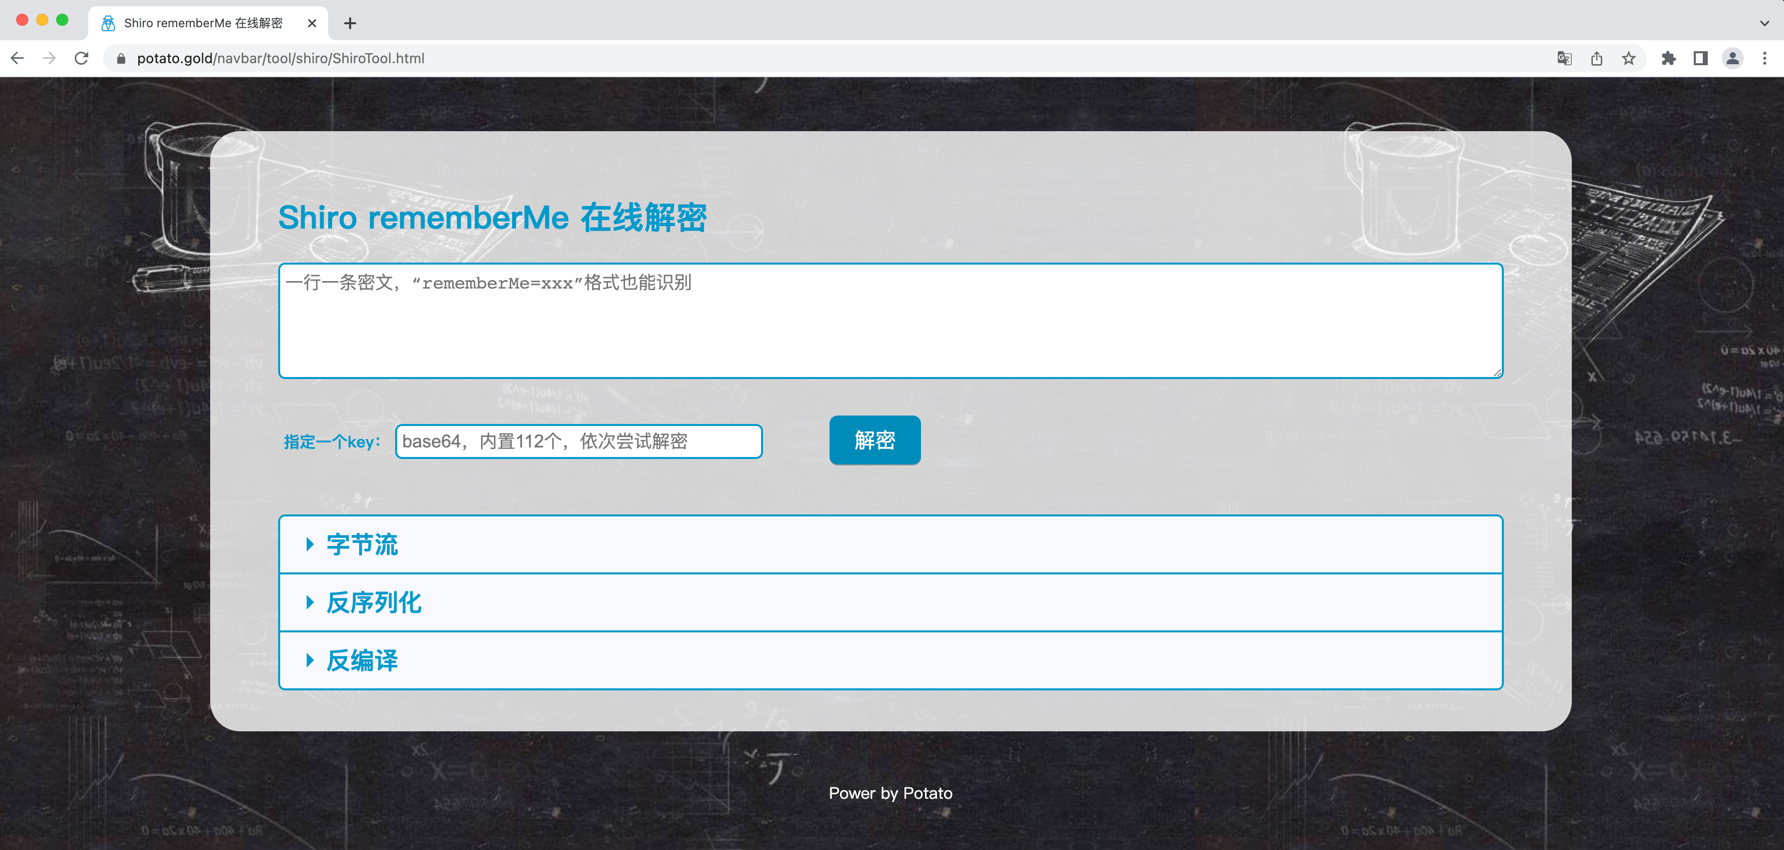 Shiro rememberMe 在线解密
potato.gold/navbar/tool/shiro/ShiroTool.html
Shiro rememberMe 在线解密
一行一条密文，“rememberMe=xxx”格式也能识别
指定一个key： base64，内置112个，依次尝试解密 解密
字节流
反序列化
反编译
Power by Potato